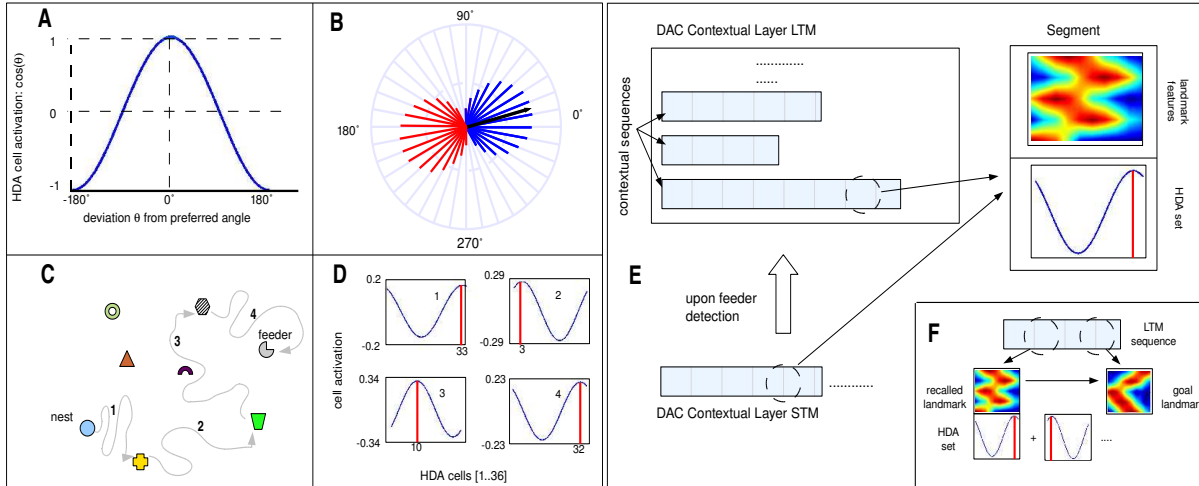 A
HDA cell activation: cos(θ)
1
0
-1
-180˚
0˚
180˚
deviation θ from preferred angle
B
90˚
0˚
180˚
270˚
C
nest
1
2
3
4
feeder
D
cell activation
0.2
-0.2
1
33
0.29
-0.29
2
3
0.34
-0.34
3
10
0.23
-0.23
4
32
HDA cells [1..36]
DAC Contextual Layer LTM
contextual sequences
.............
......
Segment
landmark
features
HDA set
E
upon feeder
detection
............
DAC Contextual Layer STM
F
LTM
sequence
recalled
landmark
goal
landmark
HDA
set
+
....